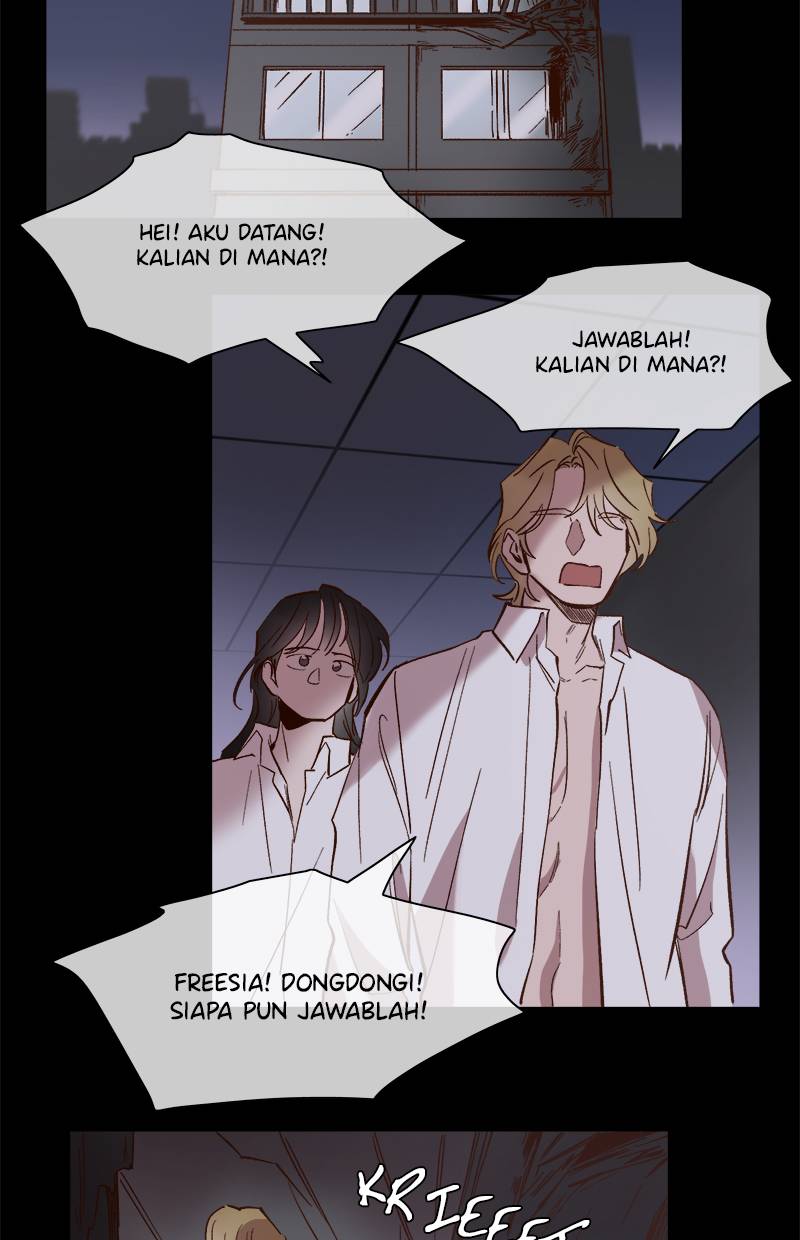 HEI! AKU DATANG!
KALIAN DI MANA?!
JAWABLAH!
KALIAN DI MANA?!
FREESIA! DONGDONGI!
SIAPA PUN JAWABLAH!
KRIEEET